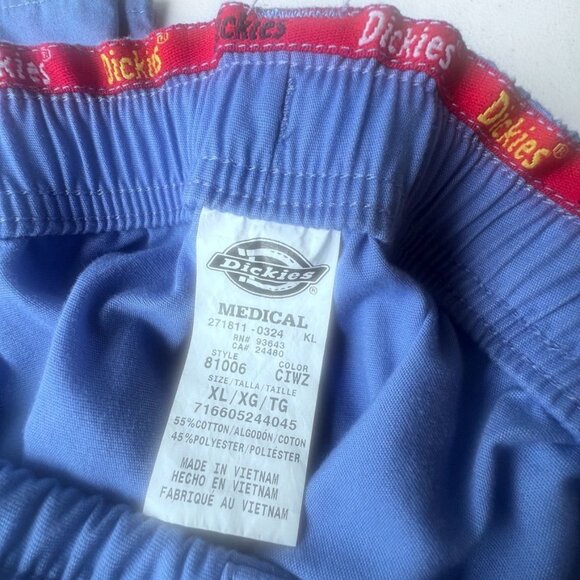 Dickies
Dickies
Dickies
Dickies
Dickies®
Dickies®
MEDICAL
271811-0324 KL
RN# 93643
CA# 24480
STYLE COLOR
81006 CIWZ
SIZE/TALLA/TAILLE
XL/XG/TG
716605244045
55%COTTON/ALGODÓN/COTON
45%POLYESTER/POLIÉSTER
MADE IN VIETNAM
HECHO EN VIETNAM
FABRIQUÉ AU VIETNAM